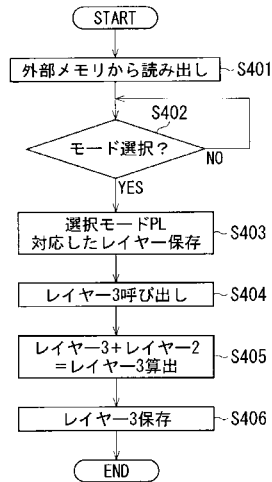 START
外部メモリから読み出し
S401
S402
モード選択?
NO
YES
選択モードPL
対応したレイヤー保存
S403
レイヤー3呼び出し
S404
レイヤー3+レイヤー2
=レイヤー3算出
S405
レイヤー3保存
S406
END